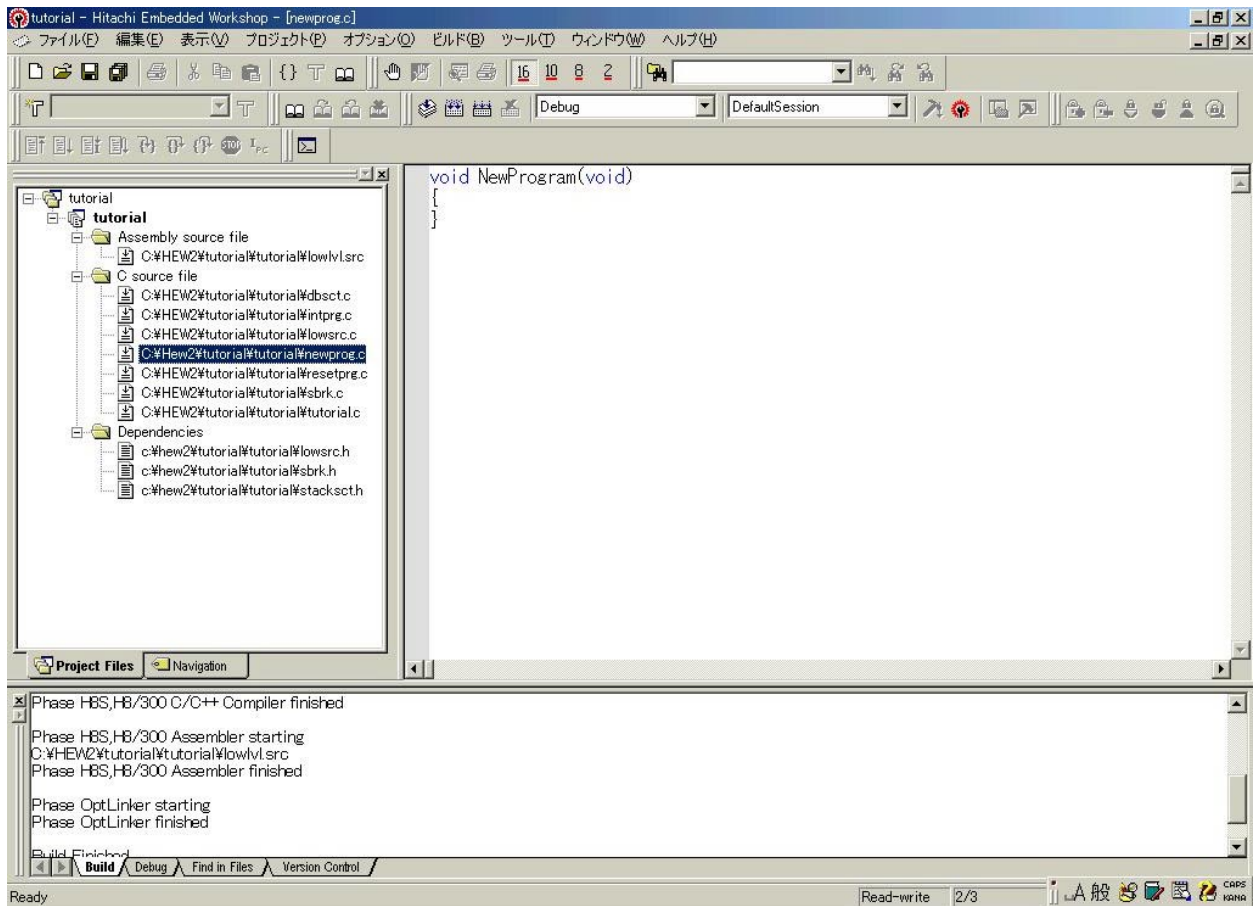 tutorial - Hitachi Embedded Workshop - [newprog.c]
ファイル(F) 編集(E) 表示(V) プロジェクト(P) オプション(O) ビルド(B) ツール(T) ウィンドウ(W) ヘルプ(H)
16 10 8 2
Debug DefaultSession
STOP IPC
tutorial
tutorial
Assembly source file
C:¥HEW2¥tutorial¥tutorial¥lowlvl.src
C source file
C:¥HEW2¥tutorial¥tutorial¥dbsct.c
C:¥HEW2¥tutorial¥tutorial¥intprg.c
C:¥HEW2¥tutorial¥tutorial¥lowsrc.c
C:¥Hew2¥tutorial¥tutorial¥newprog.c
C:¥HEW2¥tutorial¥tutorial¥resetprg.c
C:¥HEW2¥tutorial¥tutorial¥sbrk.c
C:¥HEW2¥tutorial¥tutorial¥tutorial.c
Dependencies
c:¥hew2¥tutorial¥tutorial¥lowsrc.h
c:¥hew2¥tutorial¥tutorial¥sbrk.h
c:¥hew2¥tutorial¥tutorial¥stacksct.h
Project Files Navigation
void NewProgram(void)
{
}
Phase H8S,H8/300 C/C++ Compiler finished
Phase H8S,H8/300 Assembler starting
C:¥HEW2¥tutorial¥tutorial¥lowlvl.src
Phase H8S,H8/300 Assembler finished
Phase OptLinker starting
Phase OptLinker finished
Build Finished
Build Debug Find in Files Version Control
Ready Read-write 2/3 A 般 CAPS
KANA